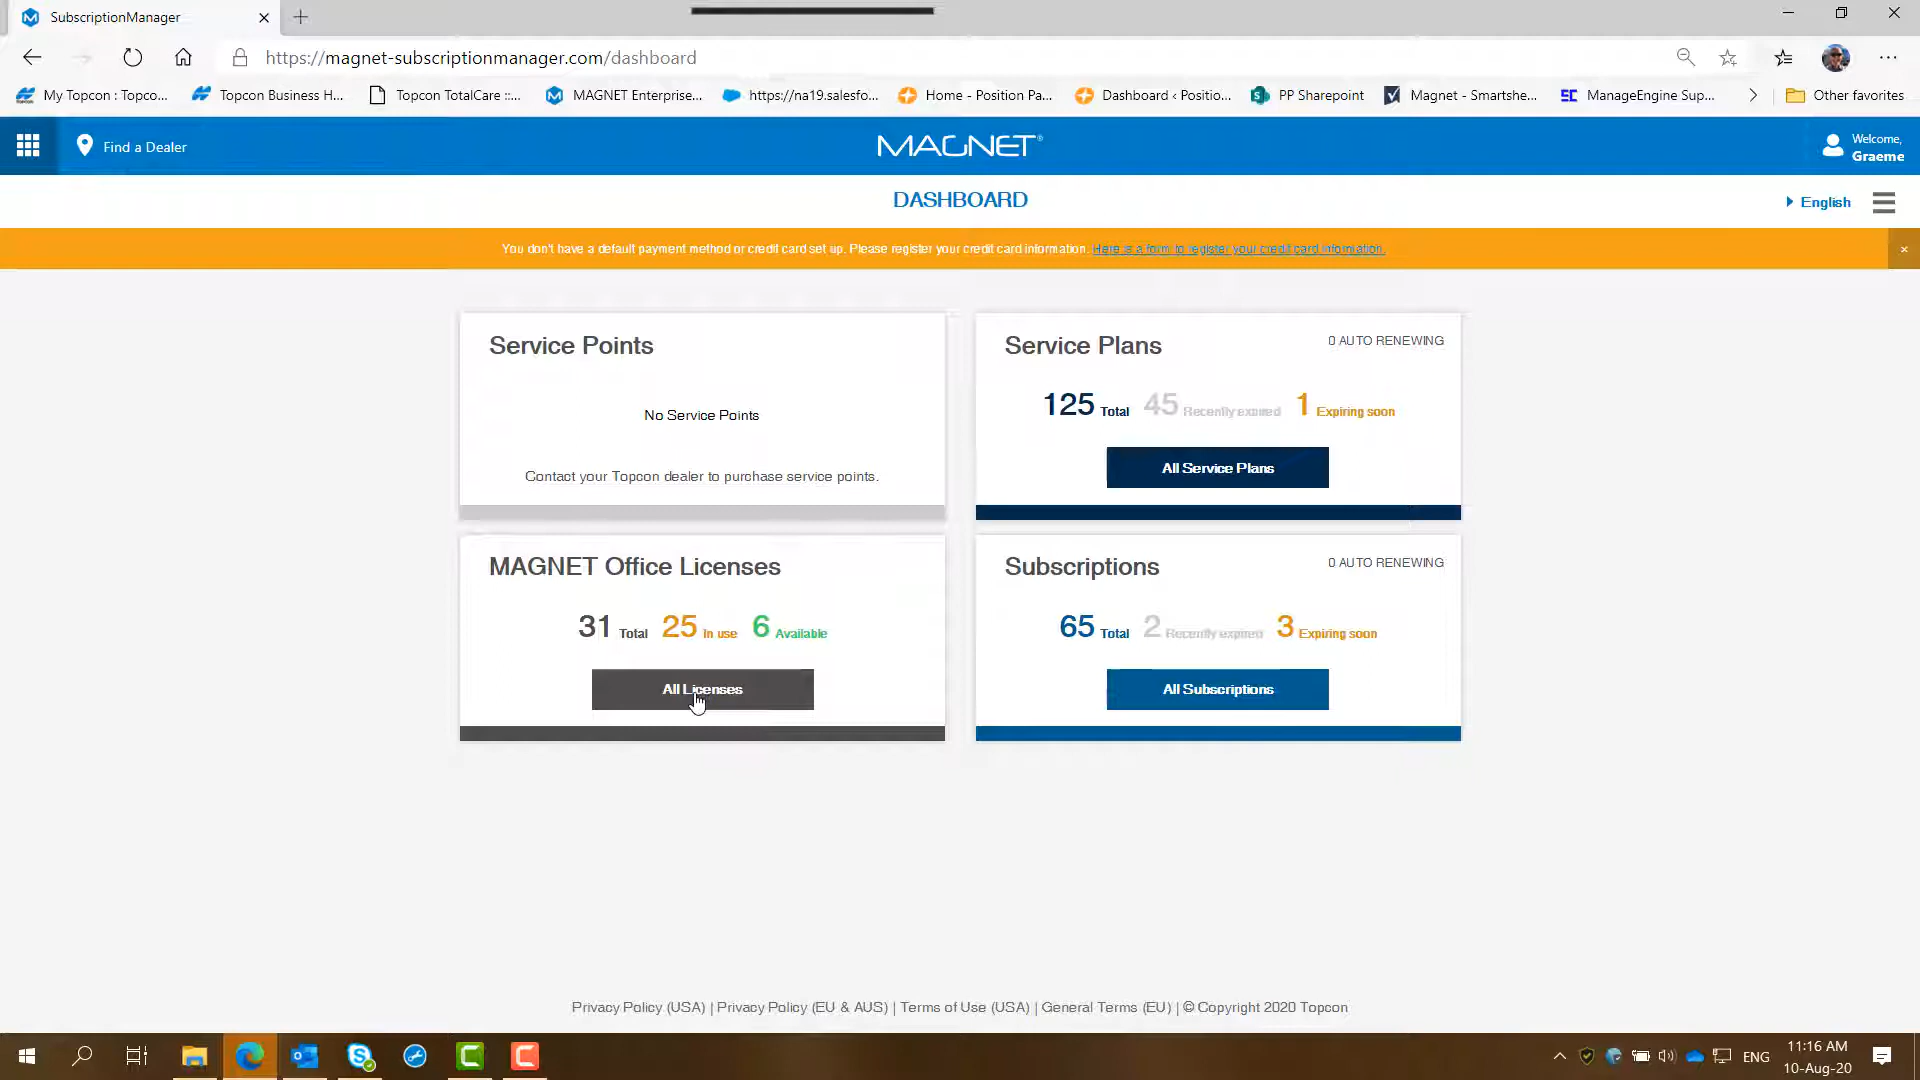 SubscriptionManager
https://magnet-subscriptionmanager.com/dashboard
My Topcon : Topco...
Topcon Business H...
Topcon TotalCare ::...
MAGNET Enterprise...
https://na19.salesfo...
Home - Position Pa...
Dashboard ‹ Positio...
PP Sharepoint
Magnet - Smartshe...
ManageEngine Sup...
Other favorites
Find a Dealer
MAGNET®
Welcome,
Graeme
DASHBOARD
English
You don't have a default payment method or credit card set up. Please register your credit card information. Here is a form to register your credit card information.
Service Points
No Service Points
Contact your Topcon dealer to purchase service points.
Service Plans
0 AUTO RENEWING
125 Total 45 Recently expired 1 Expiring soon
All Service Plans
MAGNET Office Licenses
31 Total 25 In use 6 Available
All Licenses
Subscriptions
0 AUTO RENEWING
65 Total 2 Recently expired 3 Expiring soon
All Subscriptions
Privacy Policy (USA) | Privacy Policy (EU & AUS) | Terms of Use (USA) | General Terms (EU) | © Copyright 2020 Topcon
ENG
11:16 AM
10-Aug-20